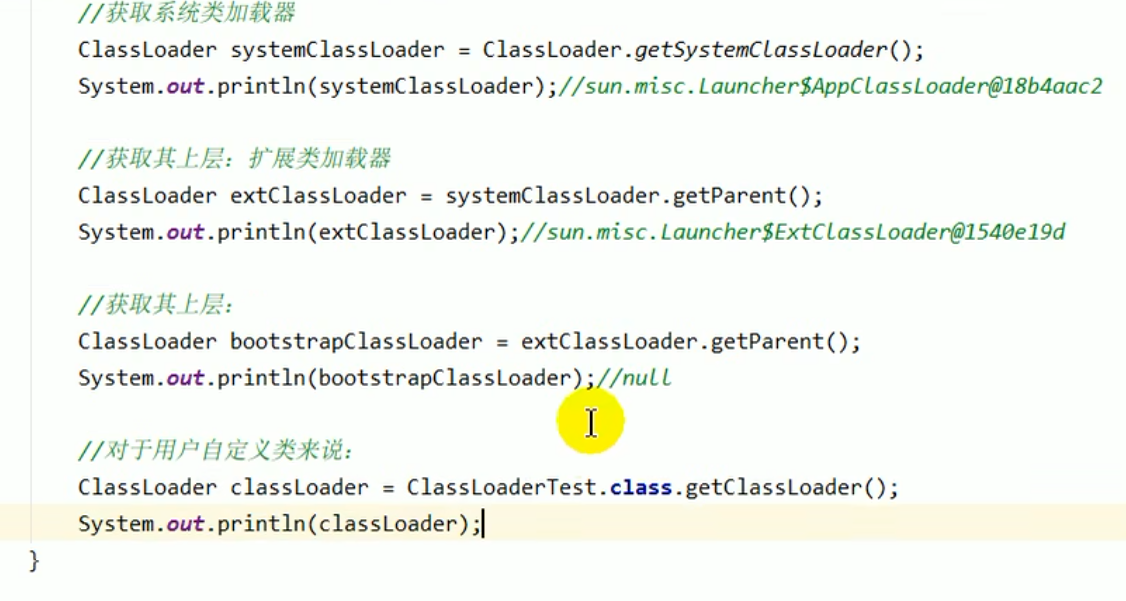 //获取系统类加载器
ClassLoader systemClassLoader = ClassLoader.getSystemClassLoader();
System.out.println(systemClassLoader);//sun.misc.Launcher$AppClassLoader@18b4aac2
//获取其上层：扩展类加载器
ClassLoader extClassLoader = systemClassLoader.getParent();
System.out.println(extClassLoader);//sun.misc.Launcher$ExtClassLoader@1540e19d
//获取其上层：
ClassLoader bootstrapClassLoader = extClassLoader.getParent();
System.out.println(bootstrapClassLoader);//null
//对于用户自定义类来说：
ClassLoader classLoader = ClassLoaderTest.class.getClassLoader();
System.out.println(classLoader);
}